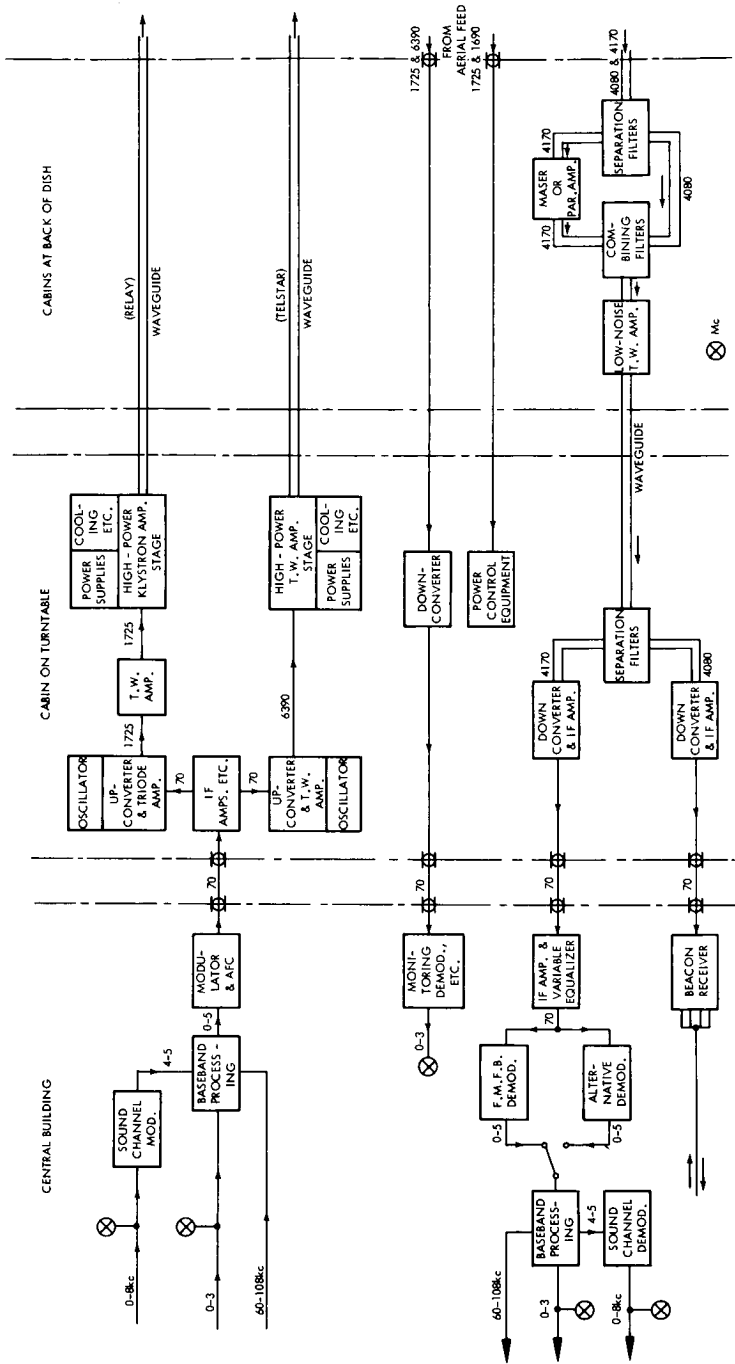 CENTRAL BUILDING
CABIN ON TURNTABLE
CABINS AT BACK OF DISH
0-8kc
SOUND
CHANNEL
MOD.
4-5
0-3
60-108kc
BASEBAND
PROCESS -
ING
0-5
MODU-
LATOR
& AFC
70
IF
AMPS. ETC.
70
70
OSCILLATOR
UP-
CONVERTER
& TRIODE
AMP.
1725
T.W.
AMP.
1725
POWER
SUPPLIES
COOL-
ING
ETC.
HIGH - POWER
KLYSTRON AMP.
STAGE
(RELAY)
WAVEGUIDE
UP-
CONVERTER
& T.W. AMP.
OSCILLATOR
6390
HIGH-POWER
T.W. AMP.
STAGE
POWER
SUPPLIES
COOL-
ING
ETC.
(TELSTAR)
WAVEGUIDE
0-3
MONI-
TORING
DEMOD.,
ETC.
70
DOWN-
CONVERTER
1725 & 6390
FROM
AERIAL FEED
1725 & 1690
POWER
CONTROL
EQUIPMENT
60-108kc
0-3
0-8kc
BASEBAND
PROCESS-
ING
4-5
SOUND
CHANNEL
DEMOD.
0-5
0-5
F.M.F.B.
DEMOD.
ALTER-
NATIVE
DEMOD.
70
IF AMP. &
VARIABLE
EQUALIZER
70
DOWN
CONVERTER
& IF AMP.
4170
BEACON
RECEIVER
70
DOWN
CONVERTER
& IF AMP.
4080
SEPARATION
FILTERS
WAVEGUIDE
LOW-NOISE
T.W. AMP.
COM-
BINING
FILTERS
4170
MASER
OR
PAR. AMP.
4170
4080
SEPARATION
FILTERS
4080 & 4170
Mc